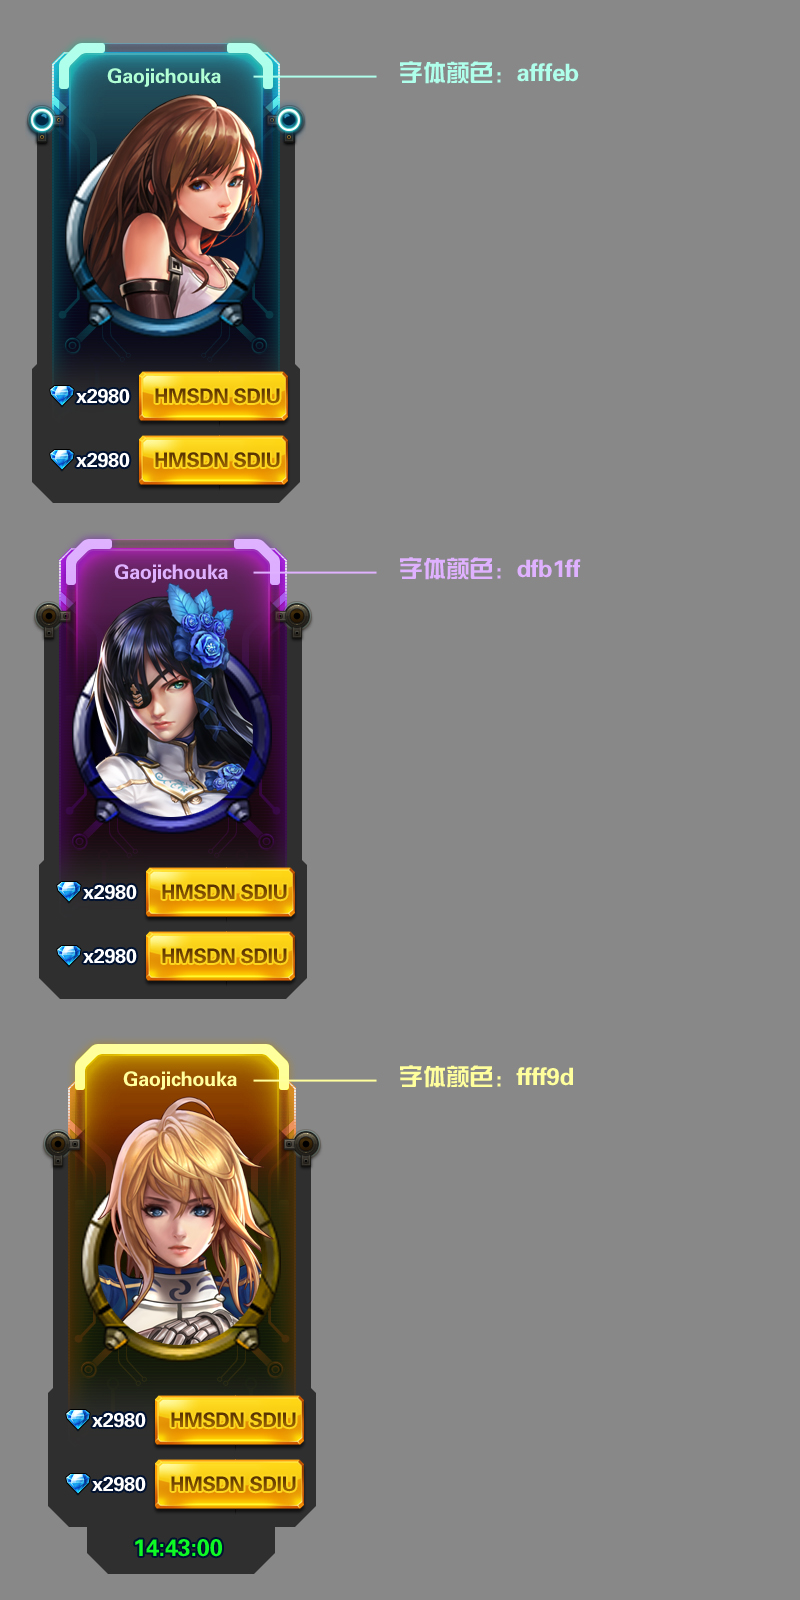 Gaojichouka 字体颜色：afffeb
x2980 HMSDN SDIU
x2980 HMSDN SDIU
Gaojichouka 字体颜色：dfb1ff
x2980 HMSDN SDIU
x2980 HMSDN SDIU
Gaojichouka 字体颜色：ffff9d
x2980 HMSDN SDIU
x2980 HMSDN SDIU
14:43:00